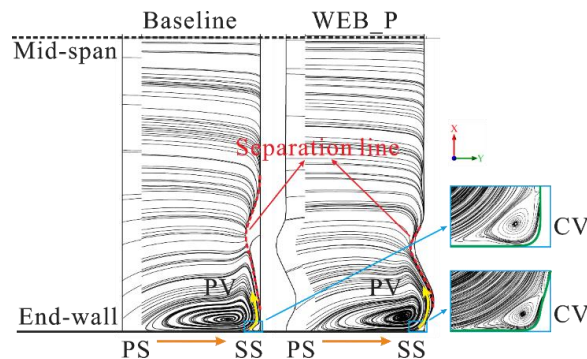 Baseline WEB_P
Mid-span
Separation line
X
Y
CV
PV PV
CV
End-wall
PS SS PS SS